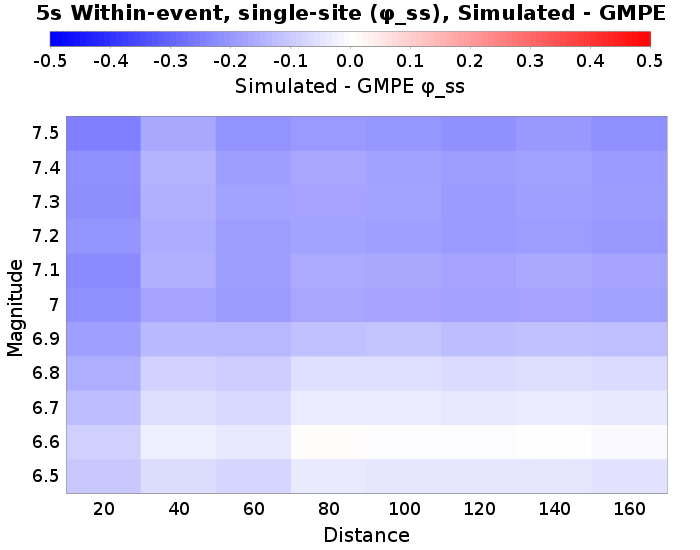 5s Within-event, single-site (φ_ss), Simulated - GMPE
-0.5 -0.4 -0.3 -0.2 -0.1 0.0 0.1 0.2 0.3 0.4 0.5
Simulated - GMPE φ_ss
Magnitude
7.5
7.4
7.3
7.2
7.1
7
6.9
6.8
6.7
6.6
6.5
20 40 60 80 100 120 140 160
Distance